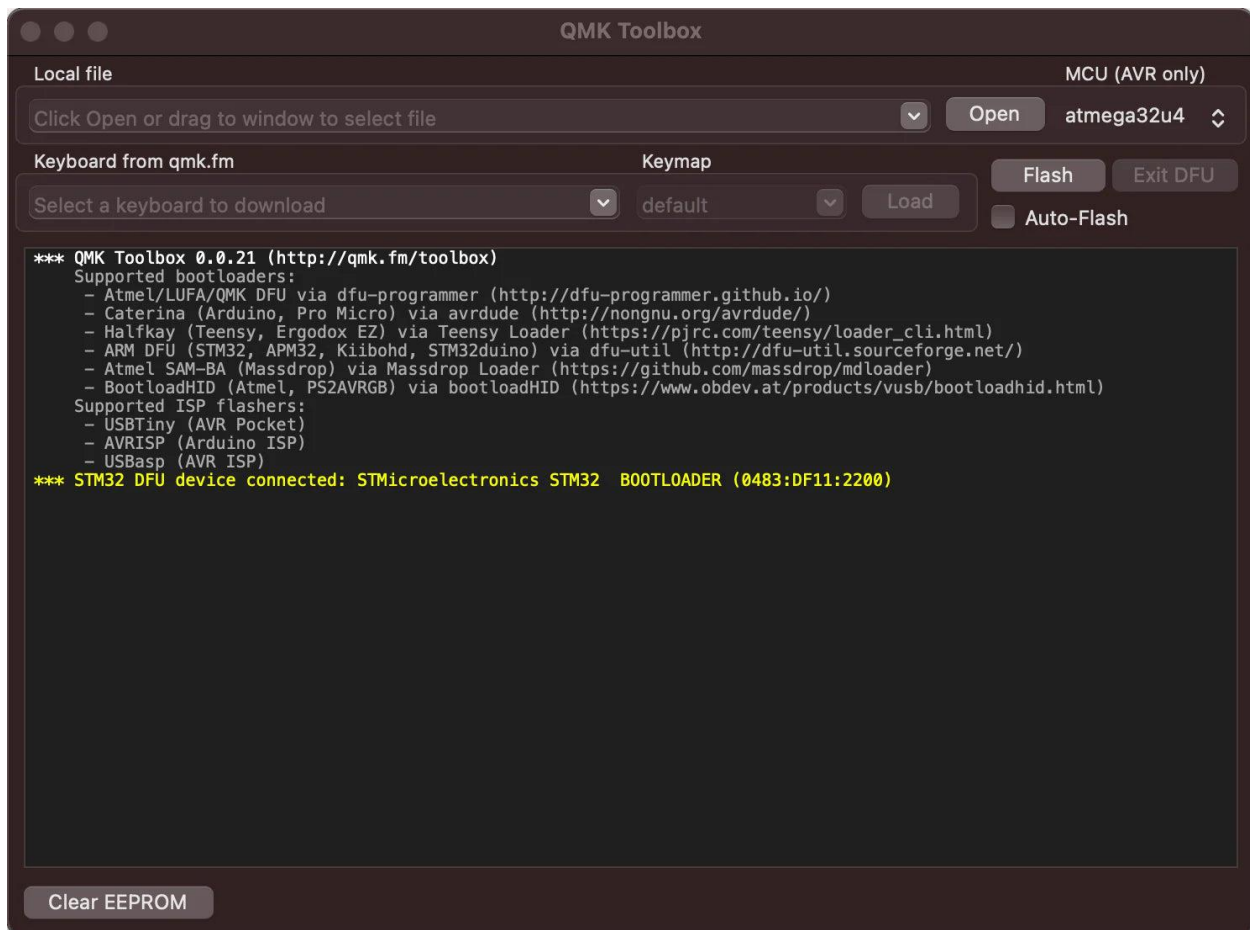 QMK Toolbox
Local file
MCU (AVR only)
Click Open or drag to window to select file
Open
atmega32u4
Keyboard from qmk.fm
Keymap
Select a keyboard to download
default
Load
Flash
Exit DFU
Auto-Flash
*** QMK Toolbox 0.0.21 (http://qmk.fm/toolbox)
Supported bootloaders:
- Atmel/LUFA/QMK DFU via dfu-programmer (http://dfu-programmer.github.io/)
- Caterina (Arduino, Pro Micro) via avrdude (http://nongnu.org/avrdude/)
- Halfkay (Teensy, Ergodox EZ) via Teensy Loader (https://pjrc.com/teensy/loader_cli.html)
- ARM DFU (STM32, APM32, Kiibohd, STM32duino) via dfu-util (http://dfu-util.sourceforge.net/)
- Atmel SAM-BA (Massdrop) via Massdrop Loader (https://github.com/massdrop/mdloader)
- BootloadHID (Atmel, PS2AVRGB) via bootloadHID (https://www.obdev.at/products/vusb/bootloadhid.html)
Supported ISP flashers:
- USBTiny (AVR Pocket)
- AVRISP (Arduino ISP)
- USBasp (AVR ISP)
*** STM32 DFU device connected: STMicroelectronics STM32  BOOTLOADER (0483:DF11:2200)
Clear EEPROM